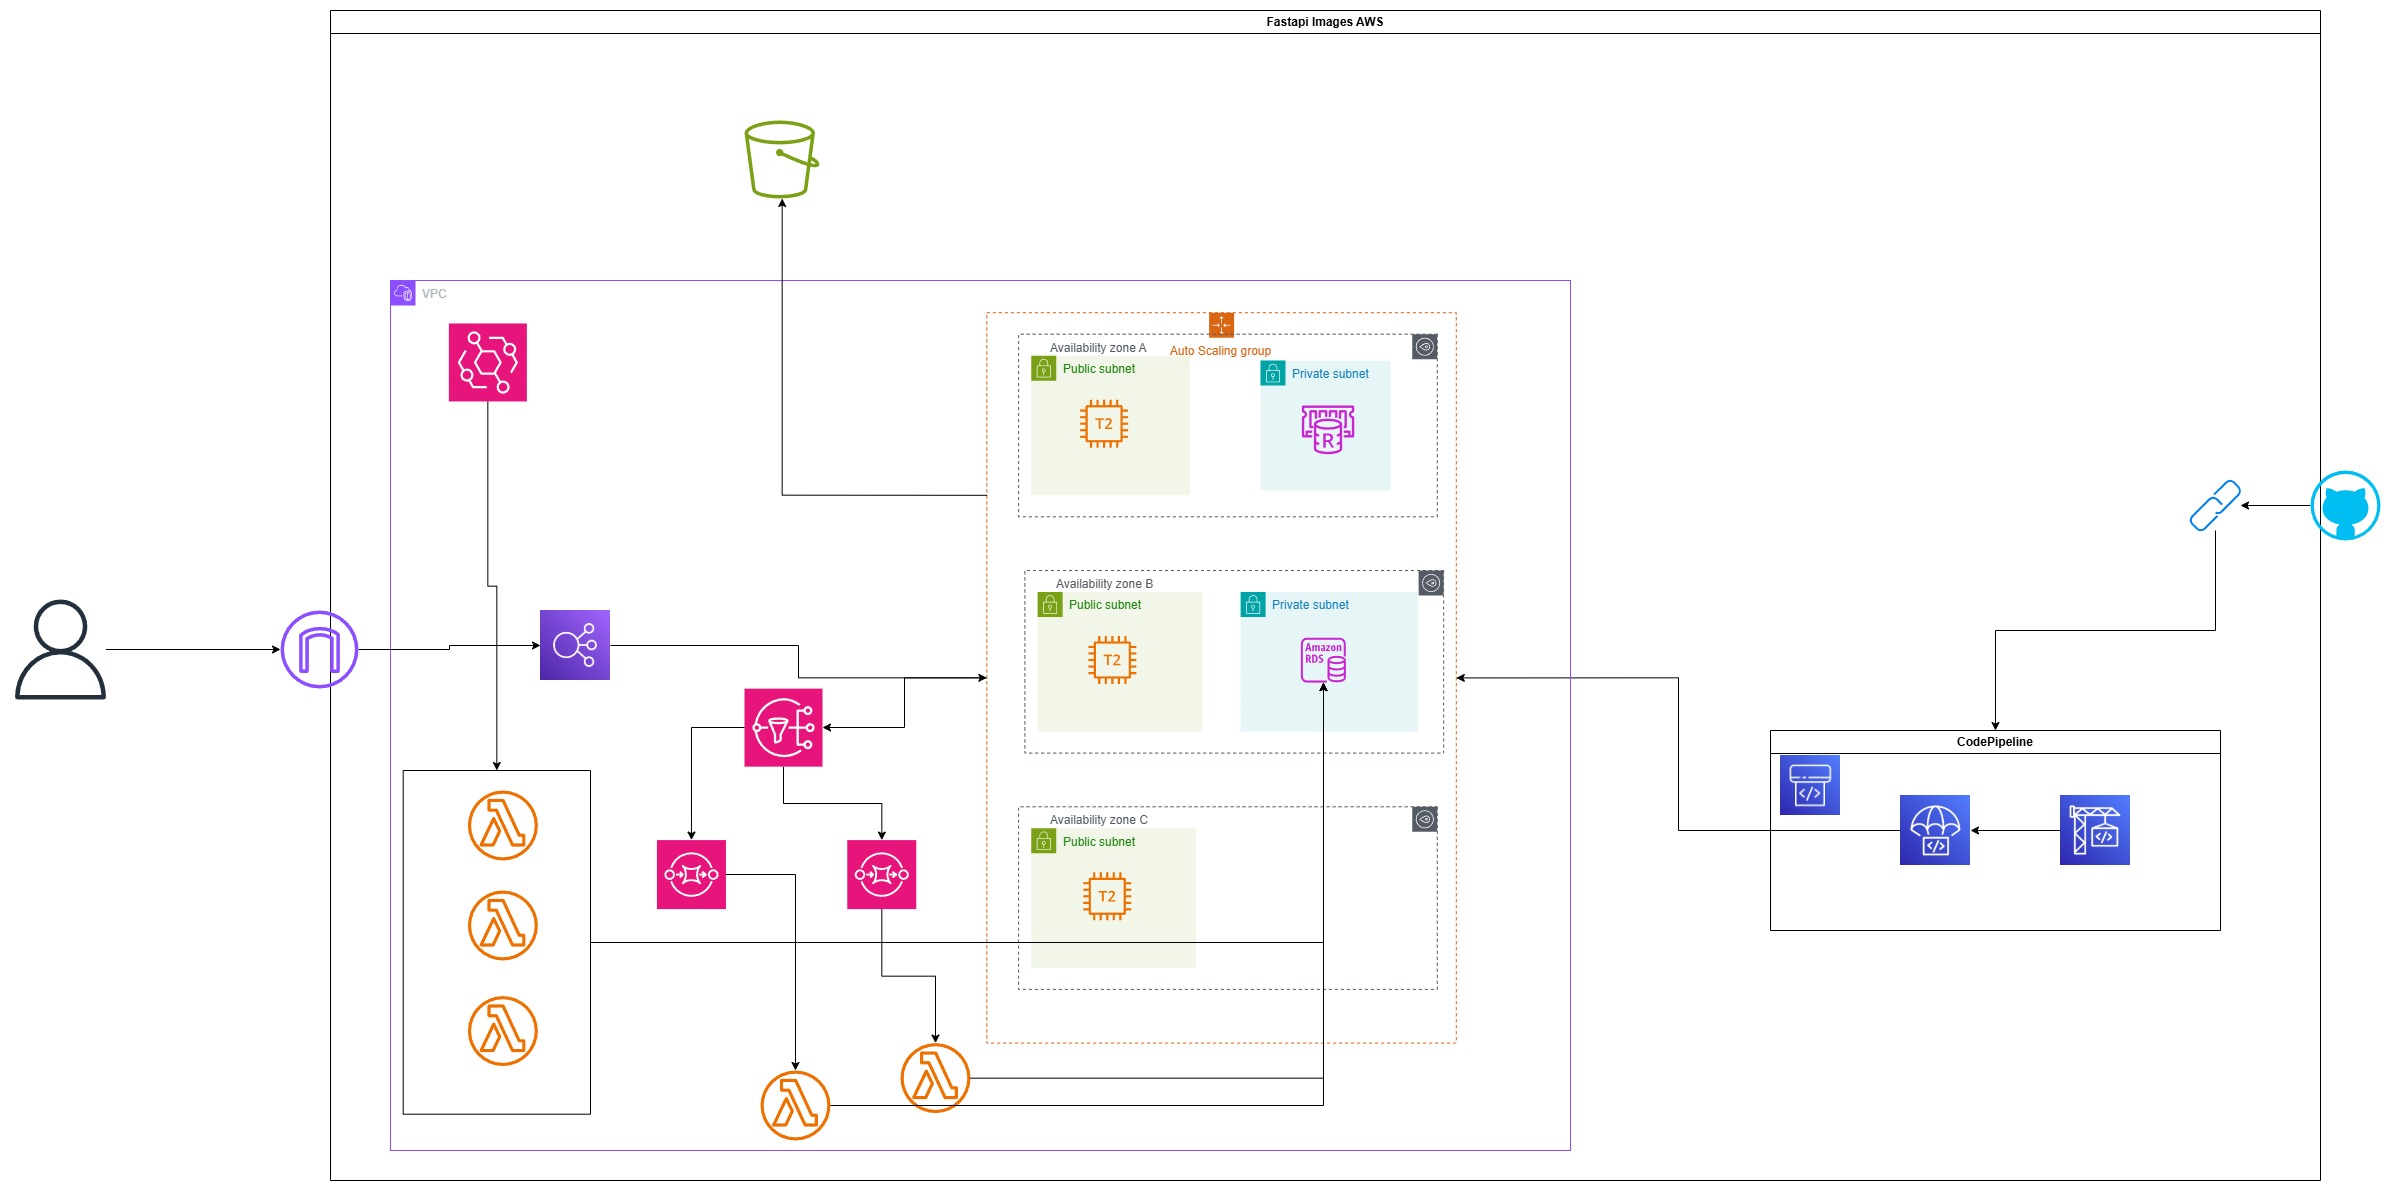 Fastapi Images AWS
VPC
Auto Scaling group
Availability zone A
Public subnet
T2
Private subnet
R
Availability zone B
Public subnet
T2
Private subnet
Amazon
RDS
Availability zone C
Public subnet
T2
CodePipeline